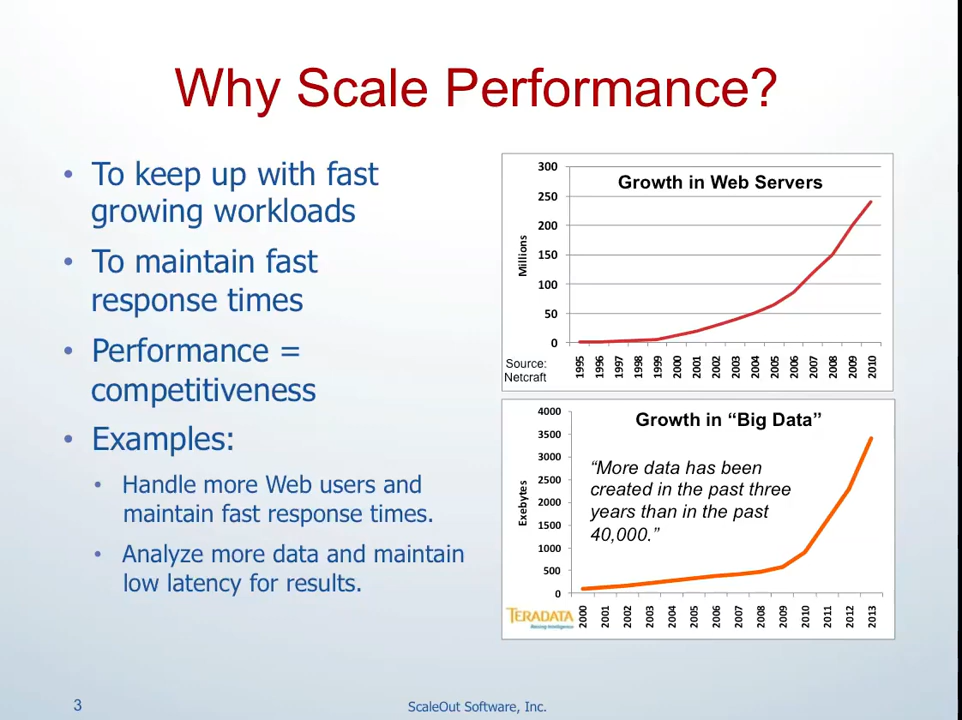 Why Scale Performance?
• To keep up with fast
growing workloads
• To maintain fast
response times
• Performance =
competitiveness
• Examples:
• Handle more Web users and
maintain fast response times.
• Analyze more data and maintain
low latency for results.
Growth in Web Servers
Millions
300
250
200
150
100
50
0
1995 1996 1997 1998 1999 2000 2001 2002 2003 2004 2005 2006 2007 2008 2009 2010
Source:
Netcraft
Growth in “Big Data”
“More data has been
created in the past three
years than in the past
40,000.”
Exebytes
4000
3500
3000
2500
2000
1500
1000
500
0
2000 2001 2002 2003 2004 2005 2006 2007 2008 2009 2010 2011 2012 2013
TERADATA
3
ScaleOut Software, Inc.